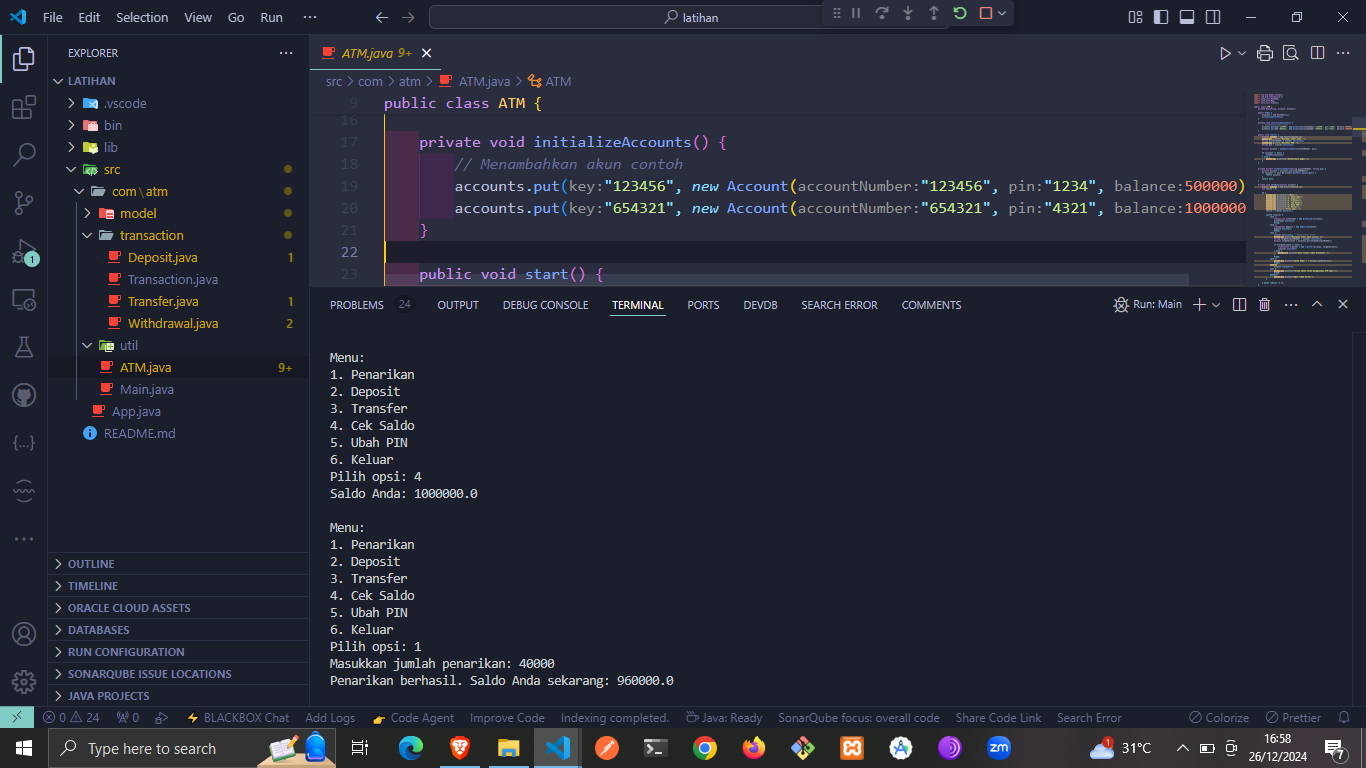 File Edit Selection View Go Run ··· latihan
EXPLORER ···
LATIHAN
.vscode
bin
lib
src
com \ atm
model
transaction
Deposit.java 1
Transaction.java
Transfer.java 1
Withdrawal.java 2
util
ATM.java 9+
Main.java
App.java
README.md
OUTLINE
TIMELINE
ORACLE CLOUD ASSETS
DATABASES
RUN CONFIGURATION
SONARQUBE ISSUE LOCATIONS
JAVA PROJECTS
1
ATM.java 9+
src > com > atm > ATM.java > ATM
9 public class ATM {
16
17 private void initializeAccounts() {
18 // Menambahkan akun contoh
19 accounts.put(key:"123456", new Account(accountNumber:"123456", pin:"1234", balance:500000)
20 accounts.put(key:"654321", new Account(accountNumber:"654321", pin:"4321", balance:1000000
21 }
22
23 public void start() {
PROBLEMS 24 OUTPUT DEBUG CONSOLE TERMINAL PORTS DEVDB SEARCH ERROR COMMENTS Run: Main
Menu:
1. Penarikan
2. Deposit
3. Transfer
4. Cek Saldo
5. Ubah PIN
6. Keluar
Pilih opsi: 4
Saldo Anda: 1000000.0
Menu:
1. Penarikan
2. Deposit
3. Transfer
4. Cek Saldo
5. Ubah PIN
6. Keluar
Pilih opsi: 1
Masukkan jumlah penarikan: 40000
Penarikan berhasil. Saldo Anda sekarang: 960000.0
0 24 0 BLACKBOX Chat Add Logs Code Agent Improve Code Indexing completed. Java: Ready SonarQube focus: overall code Share Code Link Search Error Colorize Prettier
Type here to search zm 1 31°C 16:58
26/12/2024 7